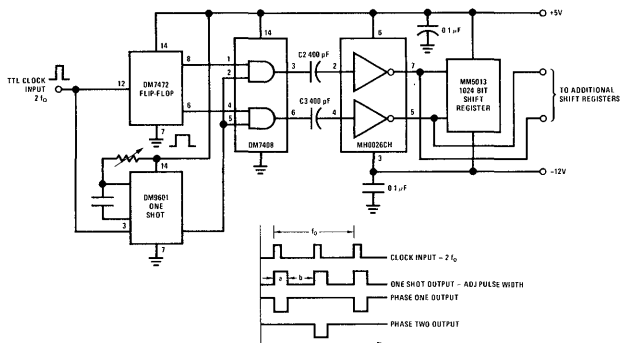 +5V
14
14
6
0.1 µF
TTL CLOCK
INPUT
2 fO
12
DM7472
FLIP-FLOP
8
1
2
3
C2 400 pF
2
7
MM5013
1024 BIT
SHIFT
REGISTER
TO ADDITIONAL
SHIFT REGISTERS
6
4
5
6
C3 400 pF
4
5
7
DM7408
MH0026CH
3
-12V
0.1 µF
14
DM9601
ONE
SHOT
3
7
fO
CLOCK INPUT - 2 fO
a
b
ONE SHOT OUTPUT - ADJ PULSE WIDTH
PHASE ONE OUTPUT
PHASE TWO OUTPUT